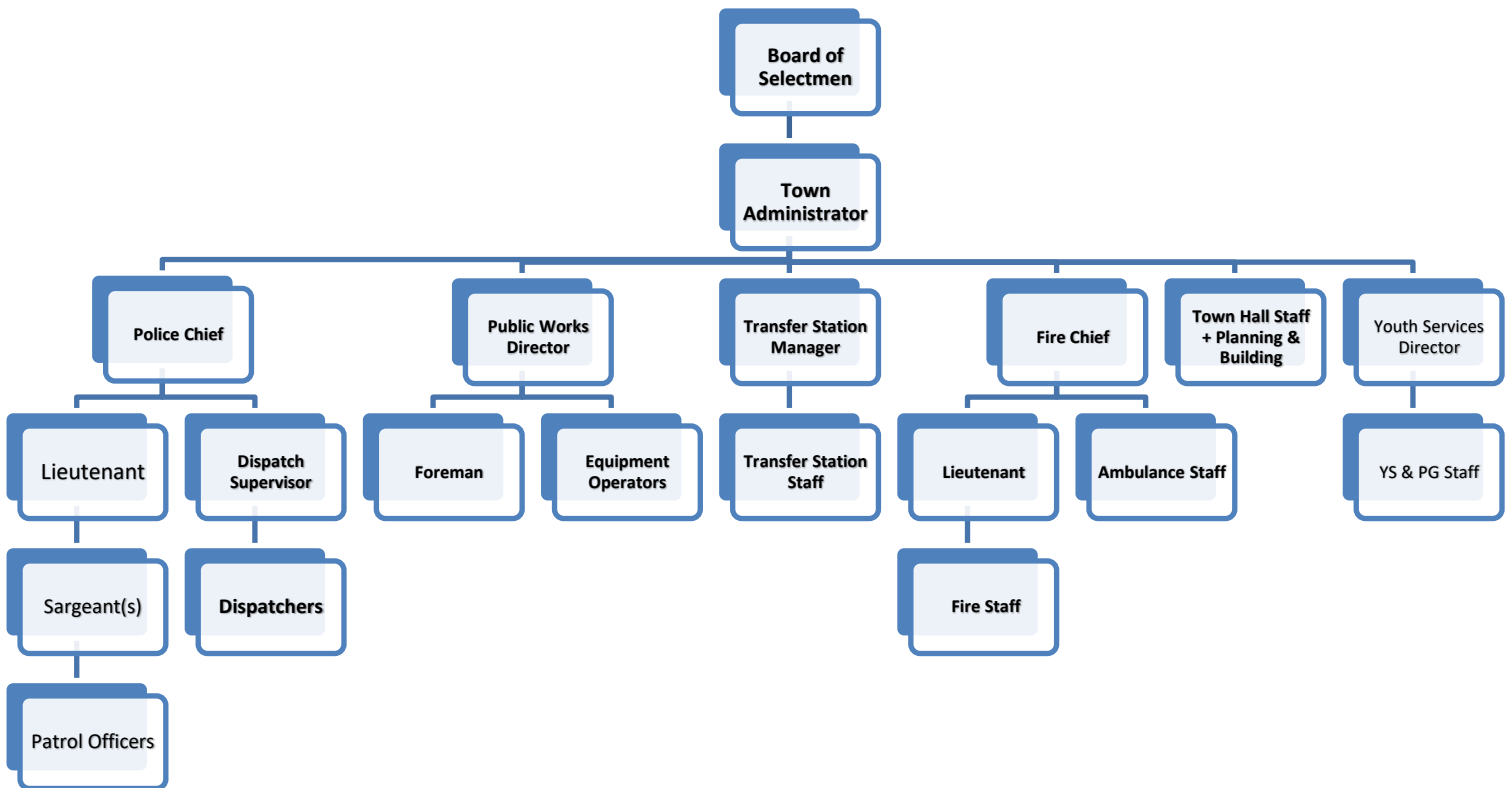 Board of
Selectmen
Town
Administrator
Police Chief
Public Works
Director
Transfer Station
Manager
Fire Chief
Town Hall Staff
+ Planning &
Building
Youth Services
Director
Lieutenant
Dispatch
Supervisor
Foreman
Equipment
Operators
Transfer Station
Staff
Lieutenant
Ambulance Staff
YS & PG Staff
Sargeant(s)
Dispatchers
Fire Staff
Patrol Officers